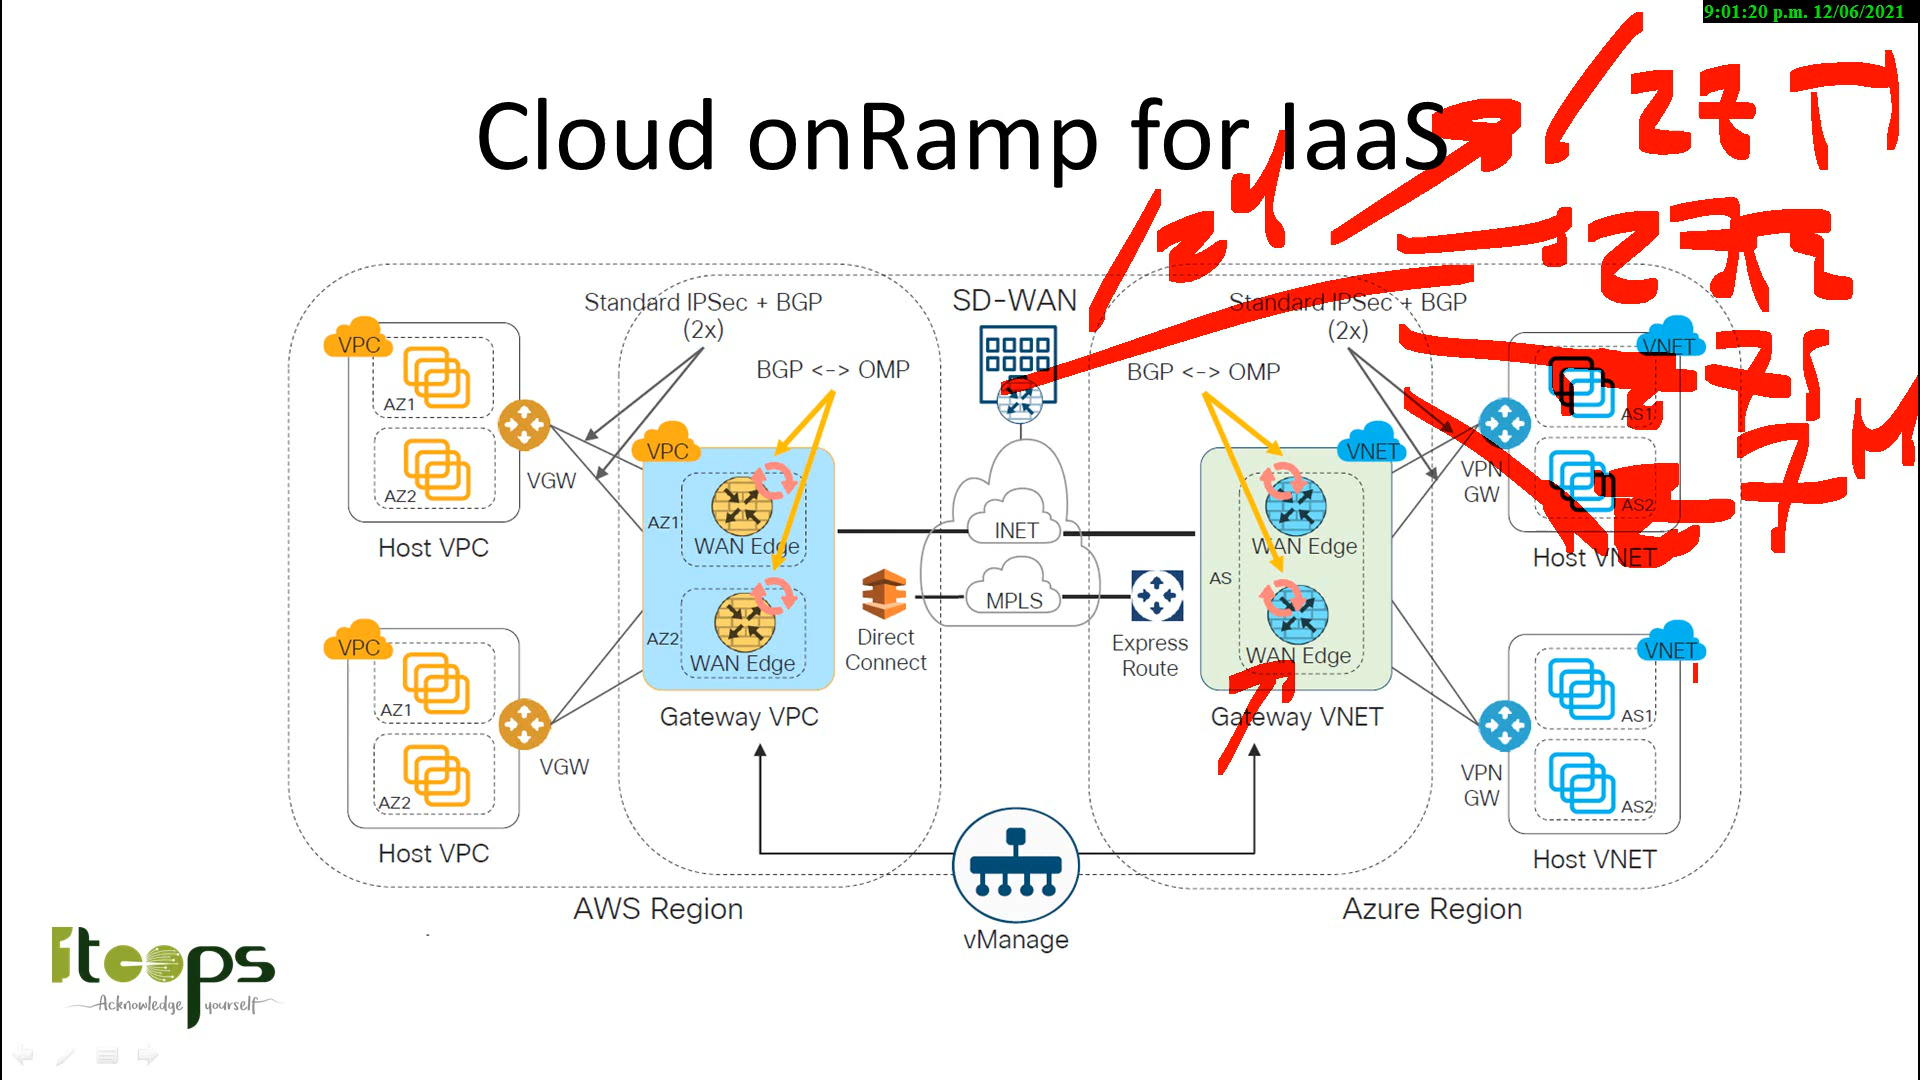 9:01:20 p.m. 12/06/2021
Cloud onRamp for IaaS
/27
/24
27
Standard IPSec + BGP
(2x)
SD-WAN
Standard IPSec + BGP
(2x)
BGP <-> OMP
BGP <-> OMP
VPC
AZ1
AZ2
VGW
Host VPC
VPC
AZ1
WAN Edge
AZ2
WAN Edge
Gateway VPC
INET
MPLS
Direct
Connect
Express
Route
VNET
WAN Edge
AS
WAN Edge
Gateway VNET
VNET
AS1
AS2
VPN
GW
Host VNET
VPC
AZ1
AZ2
VGW
Host VPC
VNET
AS1
AS2
VPN
GW
Host VNET
AWS Region
vManage
Azure Region
itoops
Acknowledge yourself